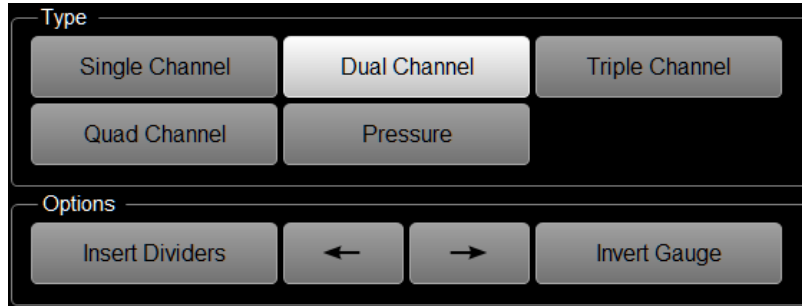 Type
Single Channel Dual Channel Triple Channel
Quad Channel Pressure
Options
Insert Dividers ← → Invert Gauge